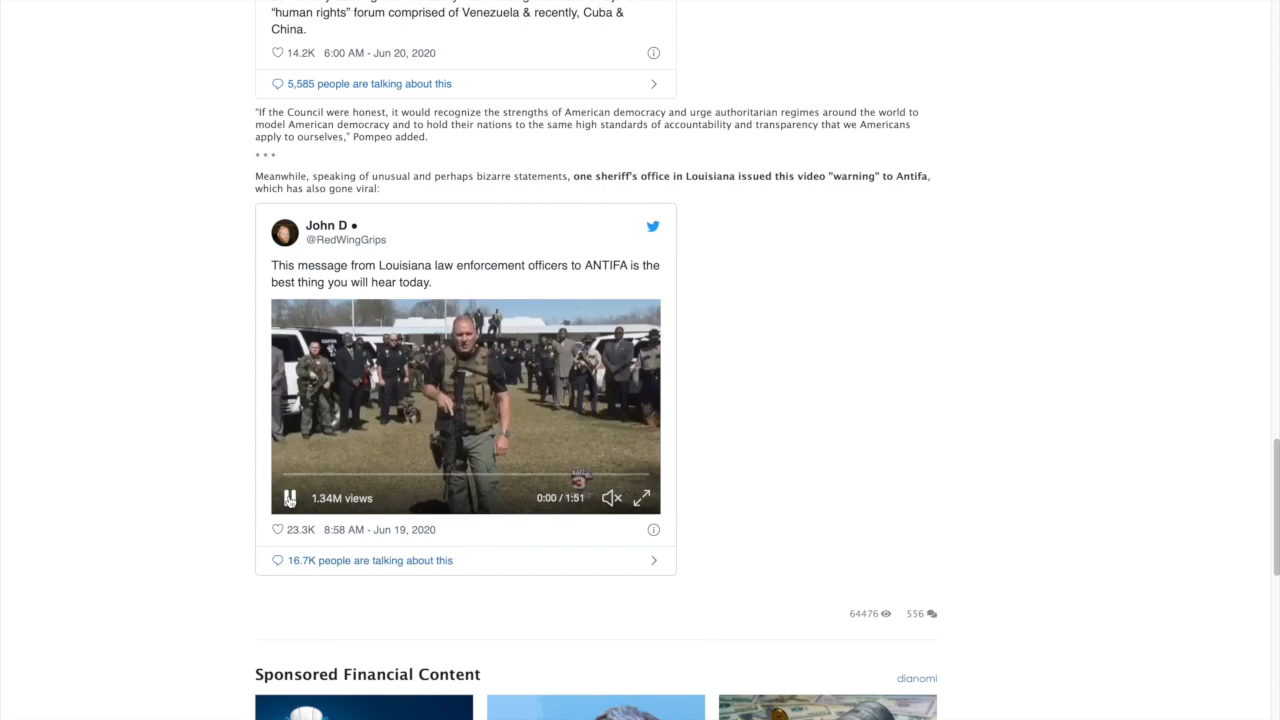 “human rights” forum comprised of Venezuela & recently, Cuba &
China.
14.2K 6:00 AM - Jun 20, 2020
5,585 people are talking about this
“If the Council were honest, it would recognize the strengths of American democracy and urge authoritarian regimes around the world to
model American democracy and to hold their nations to the same high standards of accountability and transparency that we Americans
apply to ourselves,” Pompeo added.
* * *
Meanwhile, speaking of unusual and perhaps bizarre statements, one sheriff's office in Louisiana issued this video "warning" to Antifa,
which has also gone viral:
John D ●
@RedWingGrips
This message from Louisiana law enforcement officers to ANTIFA is the
best thing you will hear today.
1.34M views
0:00 / 1:51
23.3K 8:58 AM - Jun 19, 2020
16.7K people are talking about this
64476 556
Sponsored Financial Content
dianomi